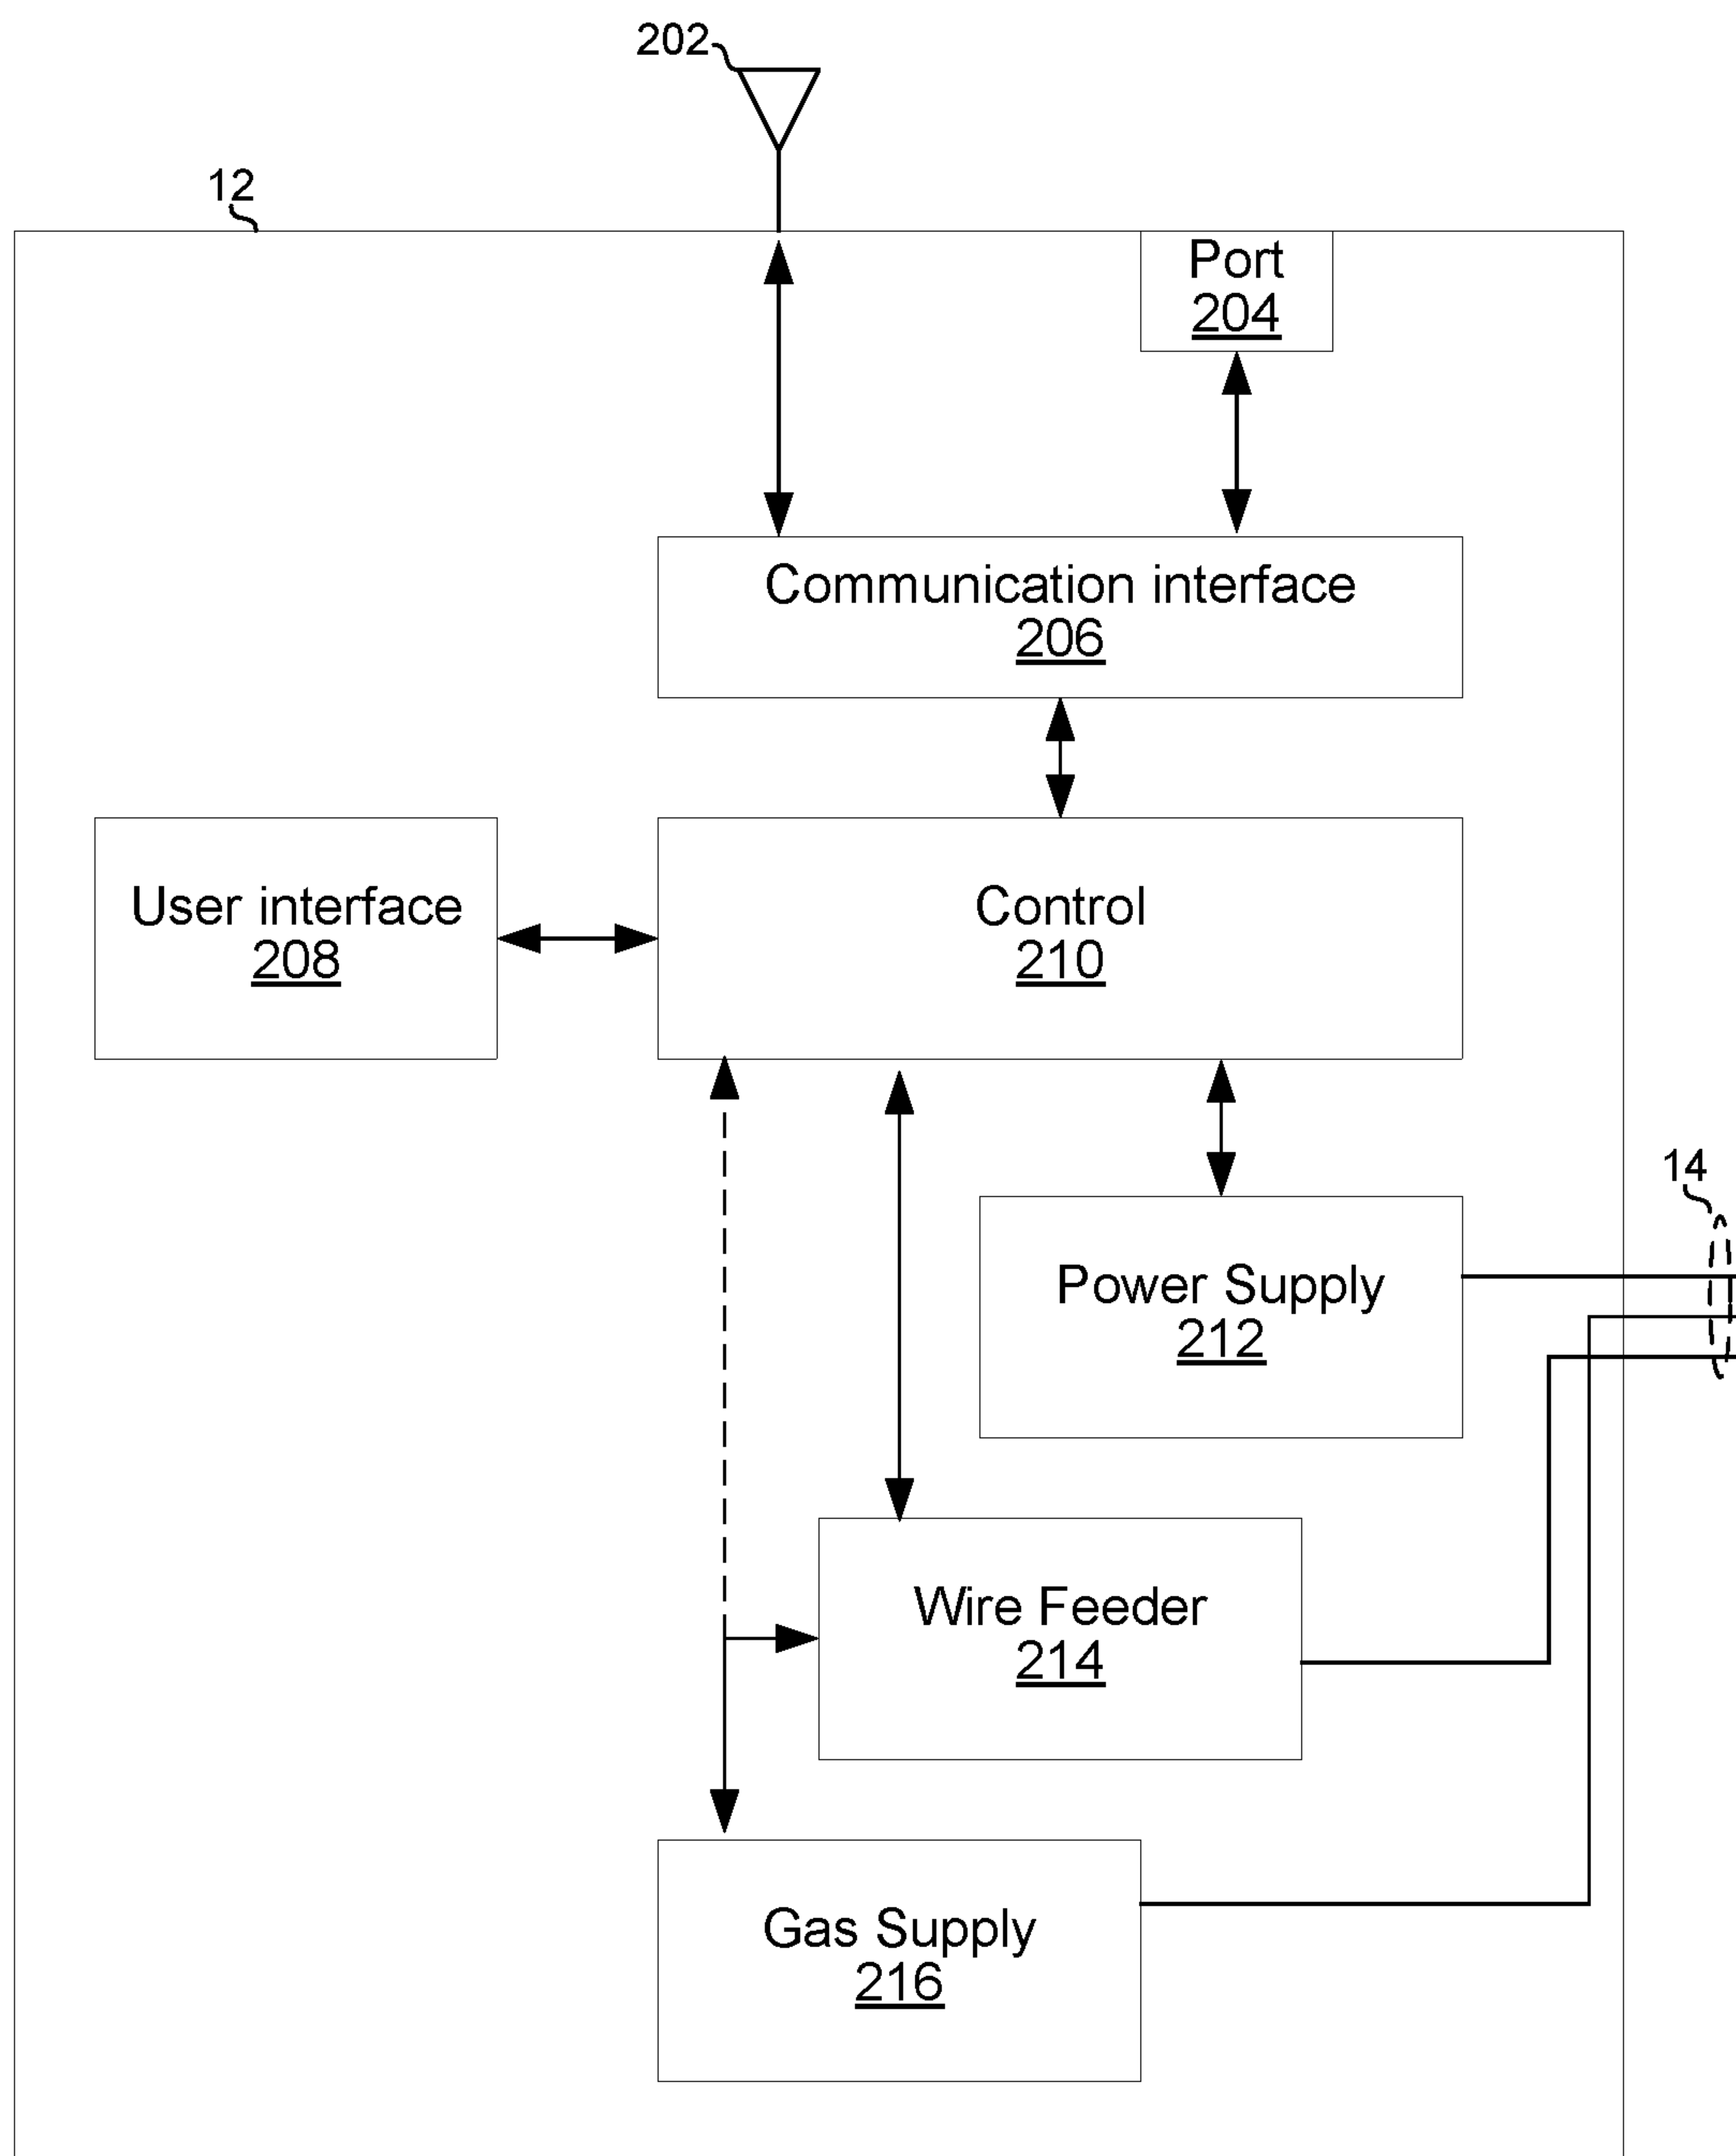 202
12
Port
204
Communication interface
206
User interface
208
Control
210
14
Power Supply
212
Wire Feeder
214
Gas Supply
216